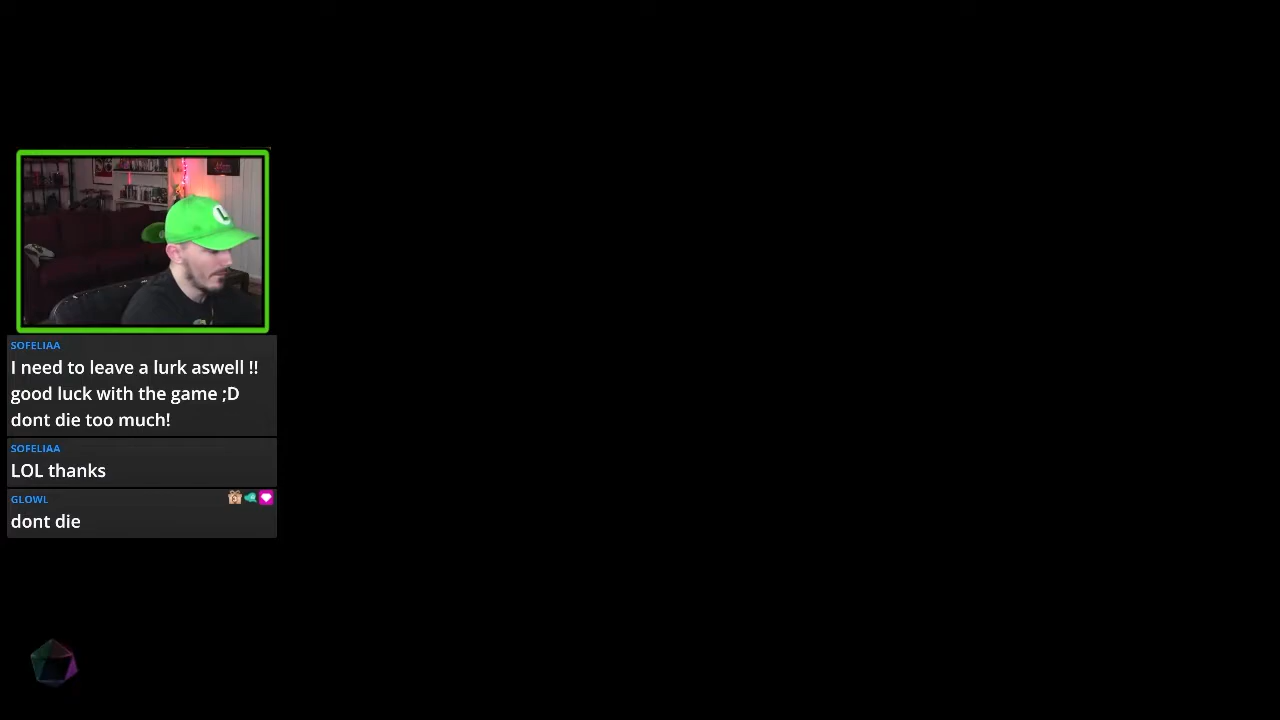 L
SOFELIAA
I need to leave a lurk aswell !!
good luck with the game ;D
dont die too much!
SOFELIAA
LOL thanks
GLOWL
dont die